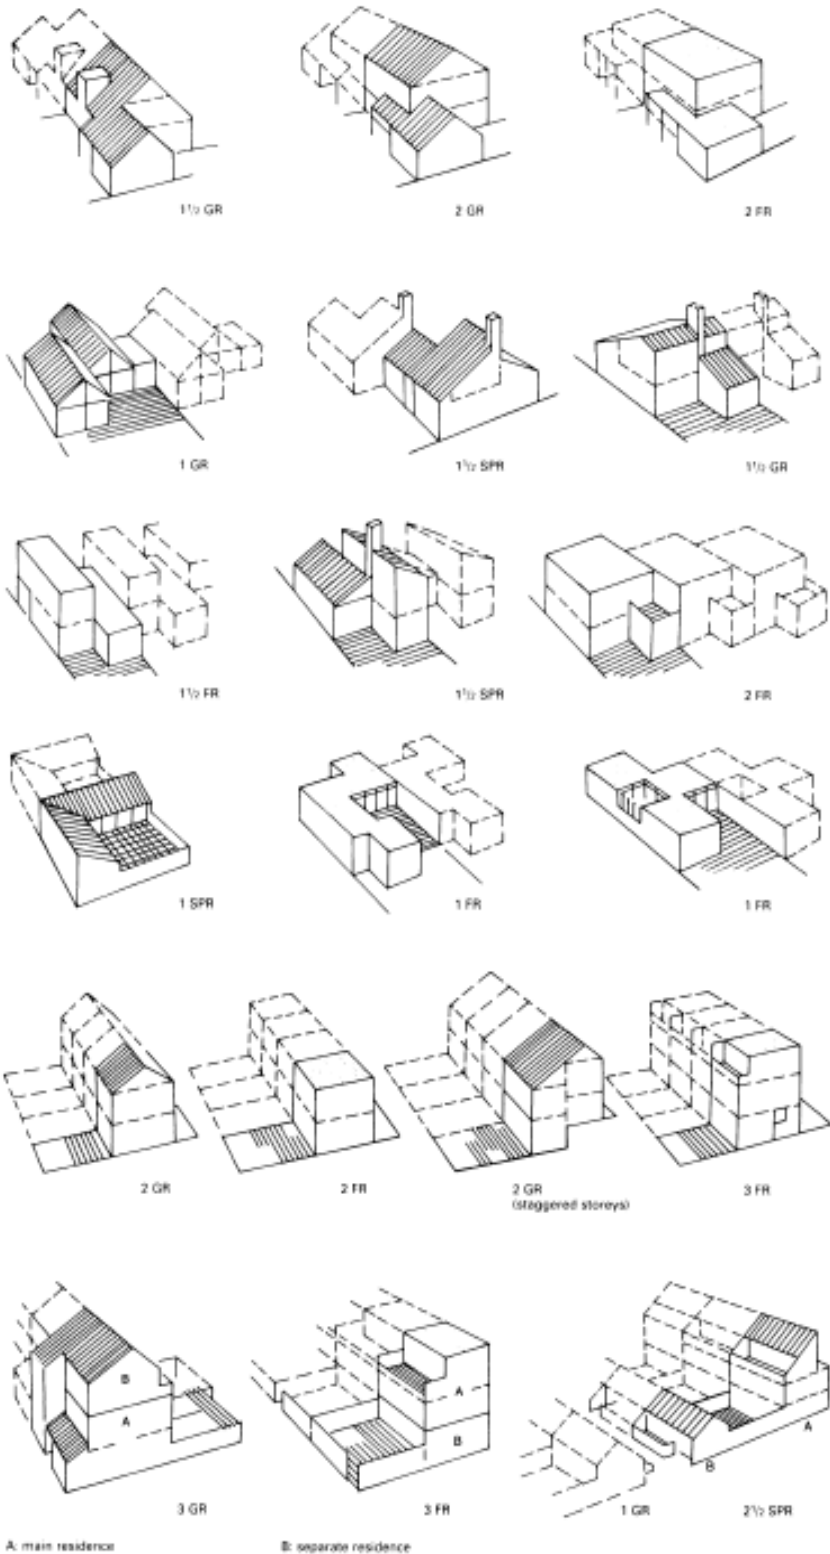 1½ GR
2 GR
2 FR
1 GR
1½ SPR
1½ GR
1½ FR
1½ SPR
2 FR
1 SPR
1 FR
1 FR
2 GR
2 FR
2 GR
(staggered storeys)
3 FR
B
A
A
B
A
B
3 GR
3 FR
1 GR
2½ SPR
A: main residence
B: separate residence